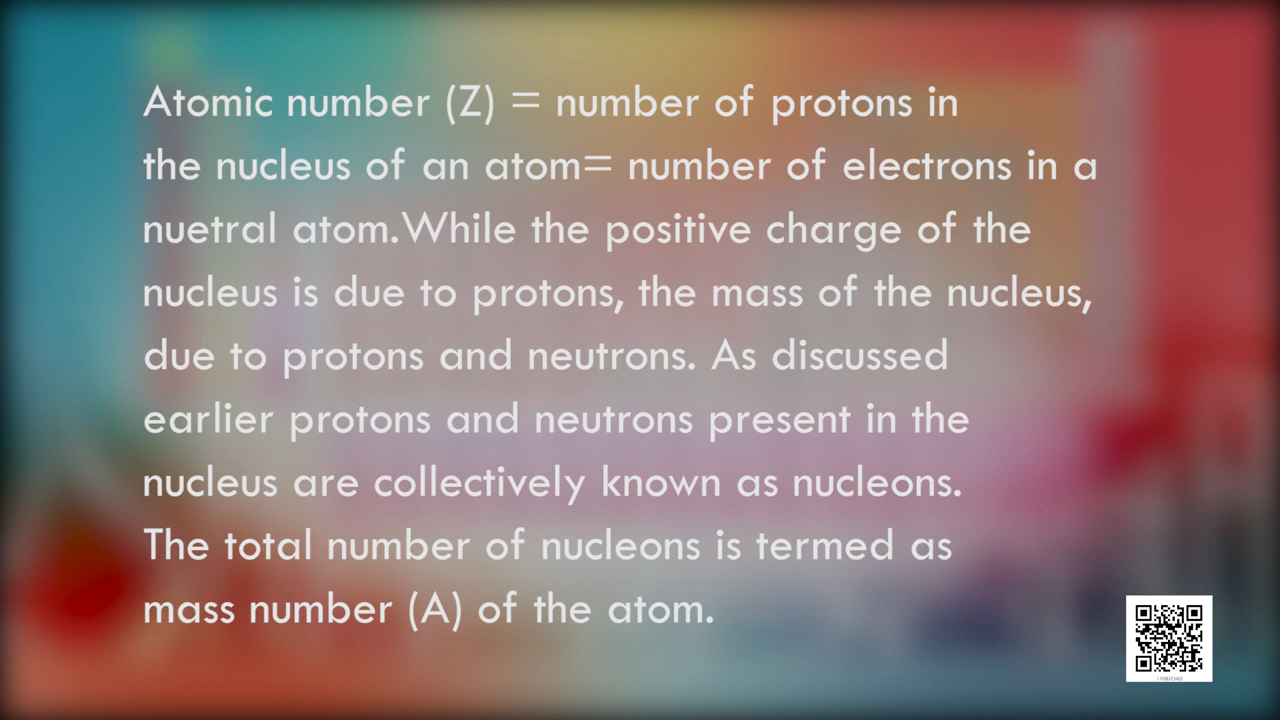 Atomic number (Z) = number of protons in
the nucleus of an atom= number of electrons in a
nuetral atom.While the positive charge of the
nucleus is due to protons, the mass of the nucleus,
due to protons and neutrons. As discussed
earlier protons and neutrons present in the
nucleus are collectively known as nucleons.
The total number of nucleons is termed as
mass number (A) of the atom.